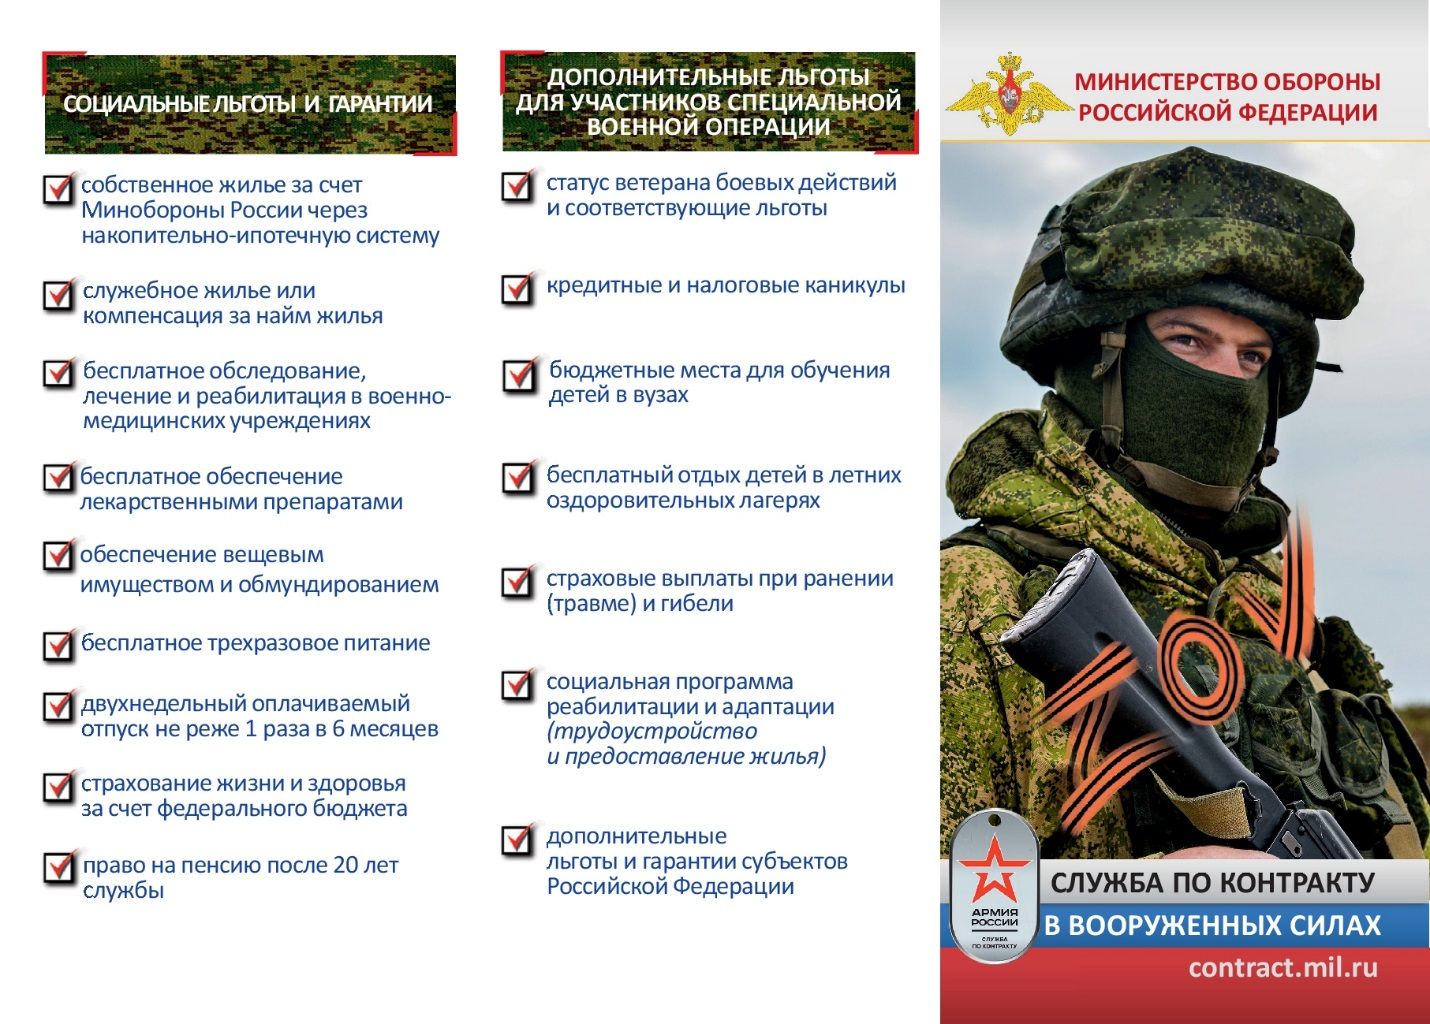 СОЦИАЛЬНЫЕ ЛЬГОТЫ И ГАРАНТИИ
собственное жилье за счет
Минобороны России через
накопительно-ипотечную систему
служебное жилье или
компенсация за найм жилья
бесплатное обследование,
лечение и реабилитация в военно-
медицинских учреждениях
бесплатное обеспечение
лекарственными препаратами
обеспечение вещевым
имуществом и обмундированием
бесплатное трехразовое питание
двухнедельный оплачиваемый
отпуск не реже 1 раза в 6 месяцев
страхование жизни и здоровья
за счет федерального бюджета
право на пенсию после 20 лет
службы
ДОПОЛНИТЕЛЬНЫЕ ЛЬГОТЫ
ДЛЯ УЧАСТНИКОВ СПЕЦИАЛЬНОЙ
ВОЕННОЙ ОПЕРАЦИИ
статус ветерана боевых действий
и соответствующие льготы
кредитные и налоговые каникулы
бюджетные места для обучения
детей в вузах
бесплатный отдых детей в летних
оздоровительных лагерях
страховые выплаты при ранении
(травме) и гибели
социальная программа
реабилитации и адаптации
(трудоустройство
и предоставление жилья)
дополнительные
льготы и гарантии субъектов
Российской Федерации
МИНИСТЕРСТВО ОБОРОНЫ
РОССИЙСКОЙ ФЕДЕРАЦИИ
ZOV
АРМИЯ
РОССИИ
СЛУЖБА
ПО КОНТРАКТУ
СЛУЖБА ПО КОНТРАКТУ
В ВООРУЖЕННЫХ СИЛАХ
contract.mil.ru